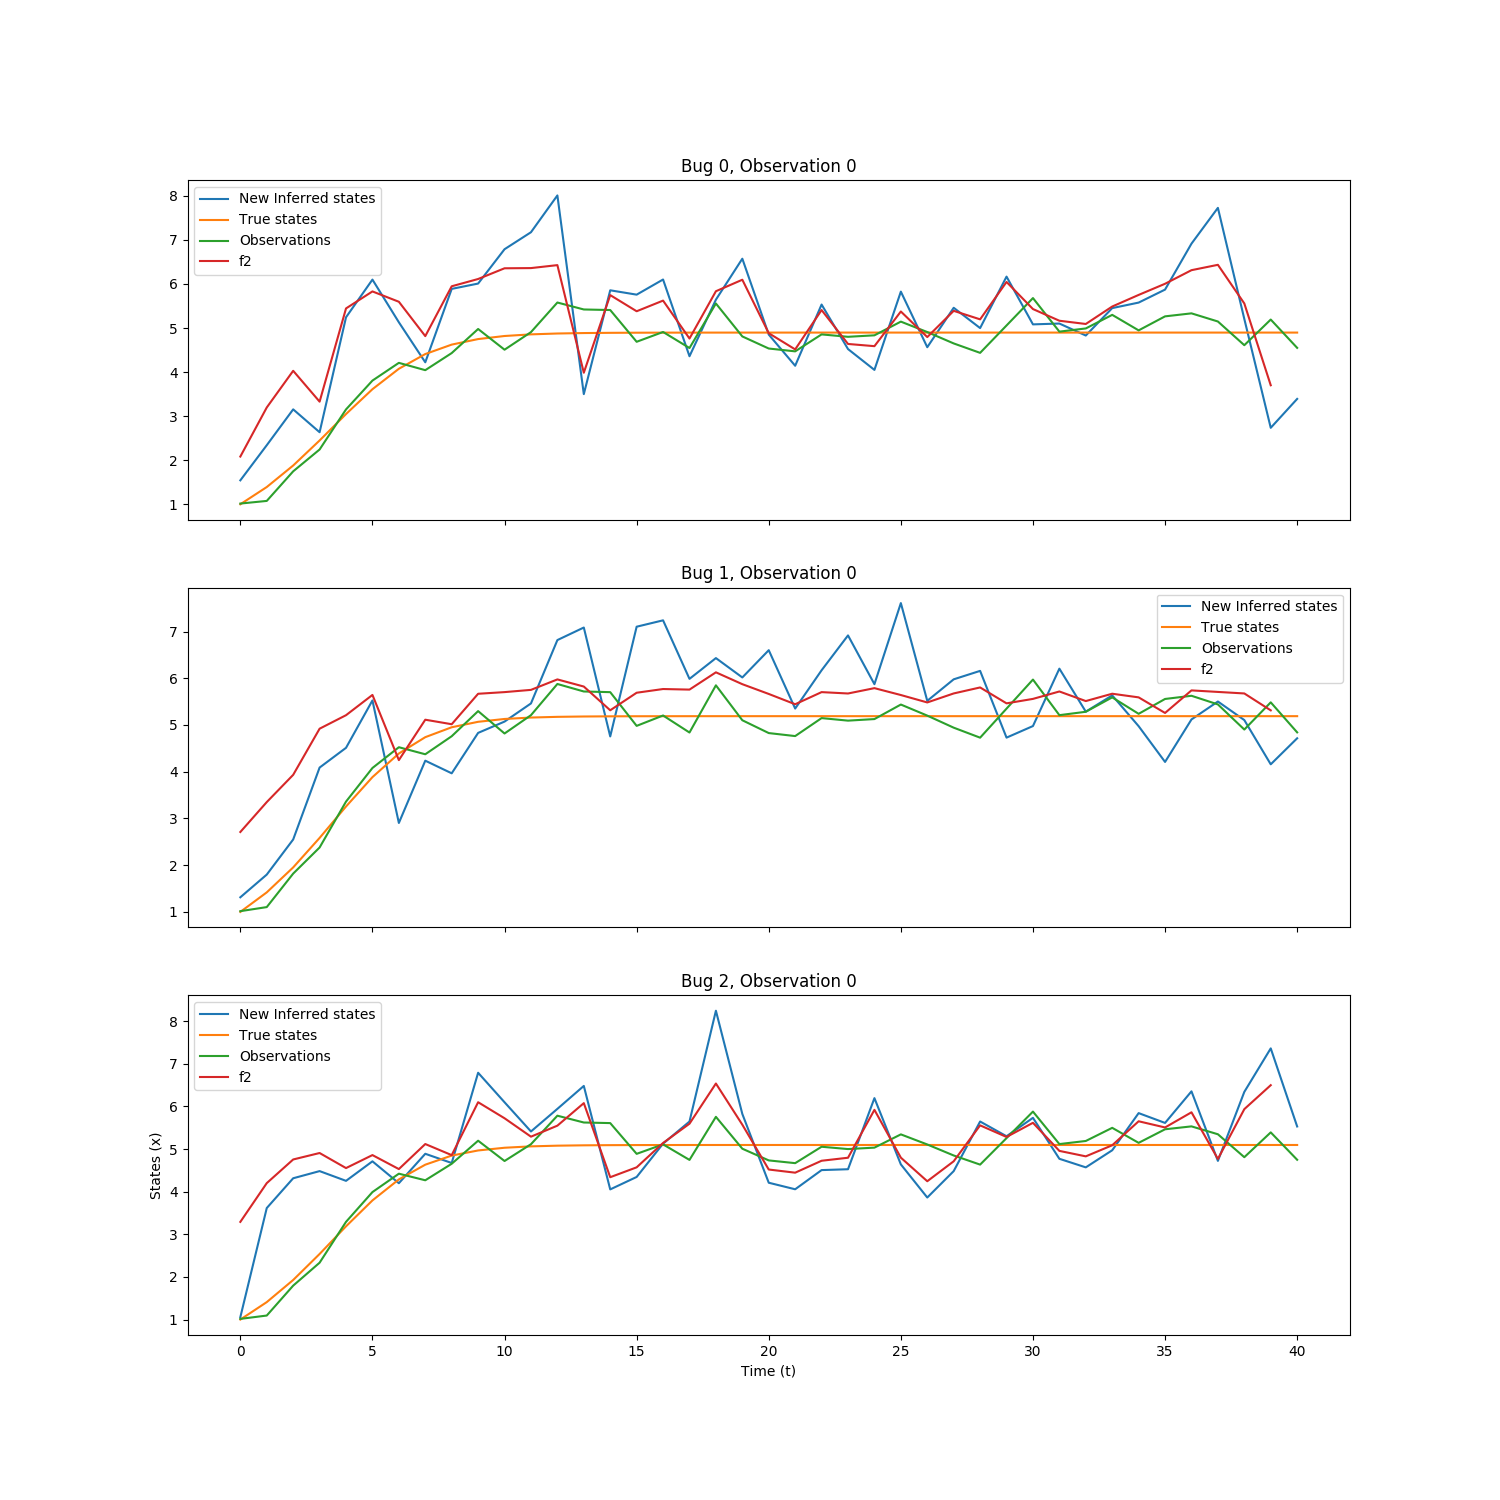 Bug 0, Observation 0
New Inferred states
True states
Observations
f2
8
7
6
5
4
3
2
1
Bug 1, Observation 0
New Inferred states
True states
Observations
f2
7
6
5
4
3
2
1
Bug 2, Observation 0
New Inferred states
True states
Observations
f2
8
7
6
5
4
3
2
1
States (x)
0 5 10 15 20 25 30 35 40
Time (t)